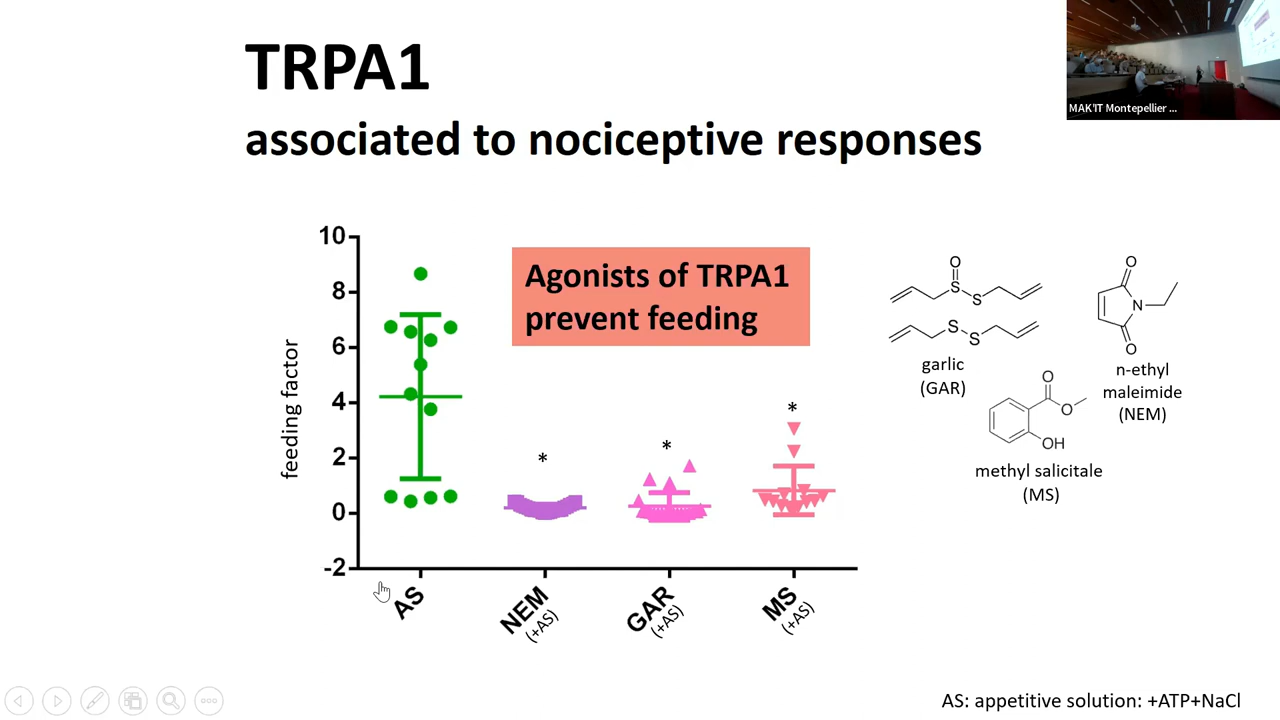 TRPA1
associated to nociceptive responses
MAK'IT Montepellier ...
10
8
6
4
2
0
-2
feeding factor
Agonists of TRPA1
prevent feeding
*
*
*
AS
NEM
(+AS)
GAR
(+AS)
MS
(+AS)
O
S
S
S
S
garlic
(GAR)
O
N
O
n-ethyl
maleimide
(NEM)
O
O
OH
methyl salicitale
(MS)
AS: appetitive solution: +ATP+NaCl